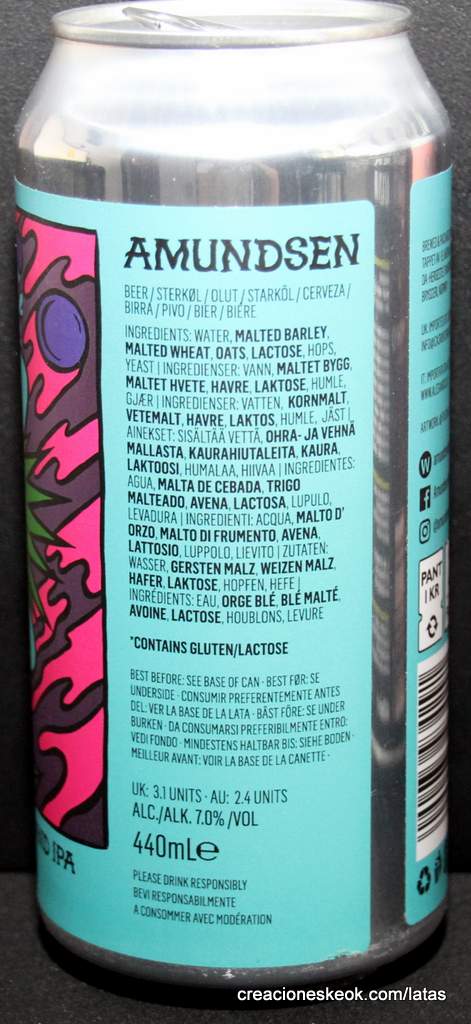 AMUNDSEN
BEER / STERKØL / OLUT / STARKÖL / CERVEZA /
BIRRA / PIVO / BIER / BIÈRE
INGREDIENTS: WATER, MALTED BARLEY,
MALTED WHEAT, OATS, LACTOSE, HOPS,
YEAST | INGREDIENSER: VANN, MALTET BYGG,
MALTET HVETE, HAVRE, LAKTOSE, HUMLE,
GJÆR | INGREDIENSER: VATTEN, KORNMALT,
VETEMALT, HAVRE, LAKTOS, HUMLE, JÄST |
AINEKSET: SISÄLTÄÄ VETTÄ, OHRA- JA VEHNÄ
MALLASTA, KAURAHIUTALEITA, KAURA,
LAKTOOSI, HUMALAA, HIIVAA | INGREDIENTES:
AGUA, MALTA DE CEBADA, TRIGO
MALTEADO, AVENA, LACTOSA, LUPULO,
LEVADURA | INGREDIENTI: ACQUA, MALTO D'
ORZO, MALTO DI FRUMENTO, AVENA,
LATTOSIO, LUPPOLO, LIEVITO | ZUTATEN:
WASSER, GERSTEN MALZ, WEIZEN MALZ,
HAFER, LAKTOSE, HOPFEN, HEFE |
INGRÉDIENTS: EAU, ORGE BLÉ, BLÉ MALTÉ,
AVOINE, LACTOSE, HOUBLONS, LEVURE
*CONTAINS GLUTEN/LACTOSE
BEST BEFORE: SEE BASE OF CAN · BEST FØR: SE
UNDERSIDE · CONSUMIR PREFERENTEMENTE ANTES
DEL: VER LA BASE DE LA LATA · BÄST FÖRE: SE UNDER
BURKEN · DA CONSUMARSI PREFERIBILMENTE ENTRO:
VEDI FONDO · MINDESTENS HALTBAR BIS: SIEHE BODEN ·
MEILLEUR AVANT: VOIR LA BASE DE LA CANETTE ·
UK: 3.1 UNITS · AU: 2.4 UNITS
ALC./ALK. 7.0% /VOL
440mL℮
PLEASE DRINK RESPONSIBLY
BEVI RESPONSABILMENTE
A CONSOMMER AVEC MODÉRATION
IPA
BREWED &
UK: IMPORT
IT: IMPORT
ARTWORK
PANT
1 KR
creacioneskeok.com/latas